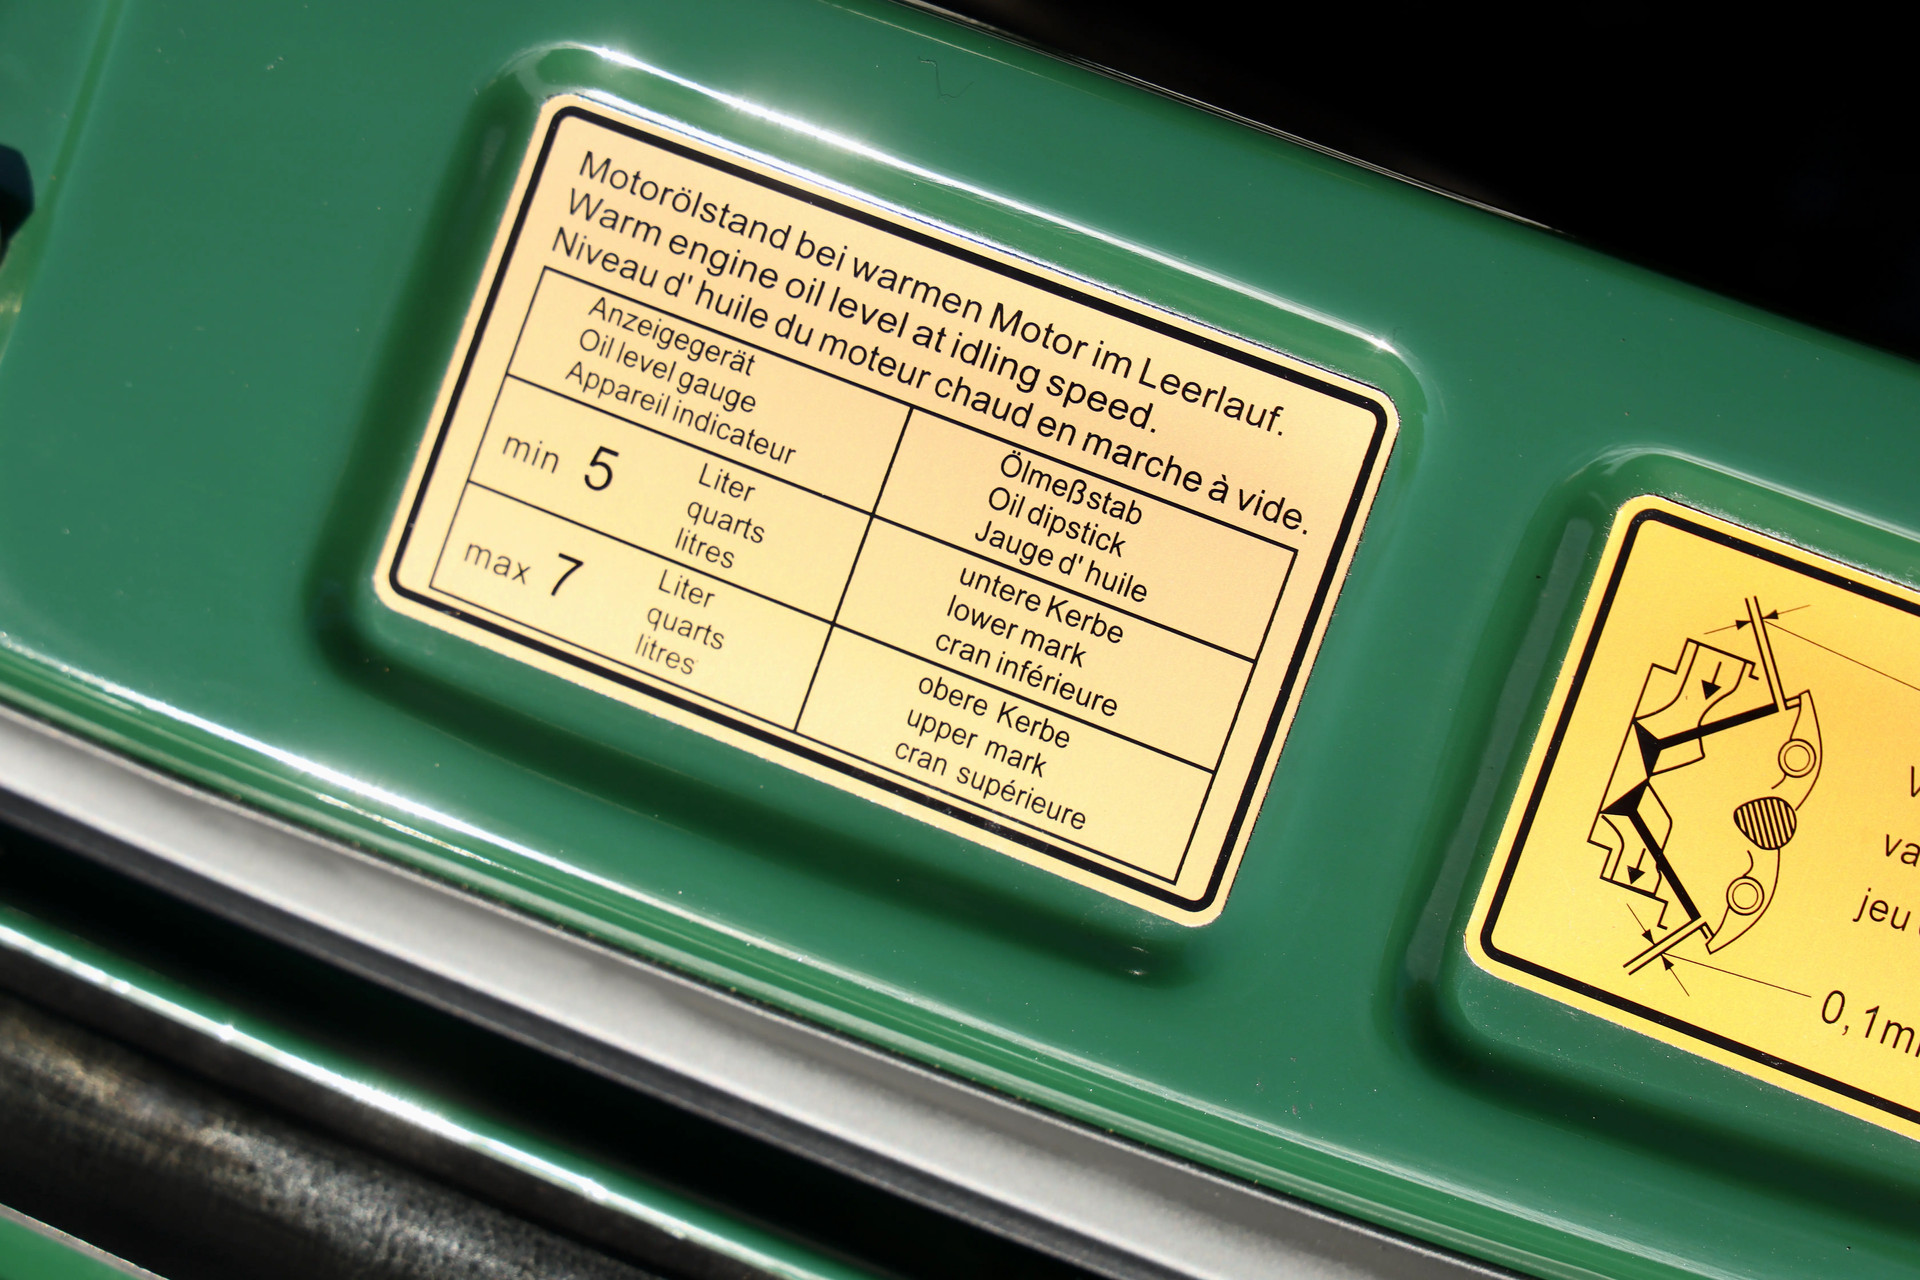 Motorölstand bei warmen Motor im Leerlauf.
Warm engine oil level at idling speed.
Niveau d'huile du moteur chaud en marche à vide.
Anzeigegerät
Oil level gauge
Appareil indicateur
Ölmeßstab
Oil dipstick
Jauge d'huile
min 5 Liter
quarts
litres
untere Kerbe
lower mark
cran inférieure
max 7 Liter
quarts
litres
obere Kerbe
upper mark
cran supérieure
jeu
0,1m